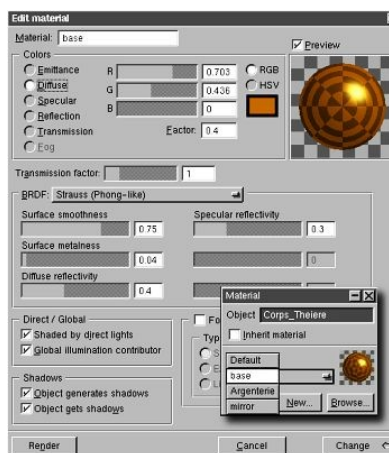 Edit material
Material: base
Preview
Colors
Emittance
Diffuse
Specular
Reflection
Transmission
Fog
R 0.703
G 0.436
B 0
RGB
HSV
Factor: 0.4
Transmission factor: 1
BRDF: Strauss (Phong-like)
Surface smoothness
0.75
Specular reflectivity
0.3
Surface metalness
0.04
0
Diffuse reflectivity
0.4
Direct / Global
Shaded by direct lights
Global illumination contributor
Shadows
Object generates shadows
Object gets shadows
Fo
Typ
S
E
Li
Material
Object Corps_Theiere
Inherit material
Default
base
Argenterie
mirror
New...
Browse...
Render
Cancel
Change